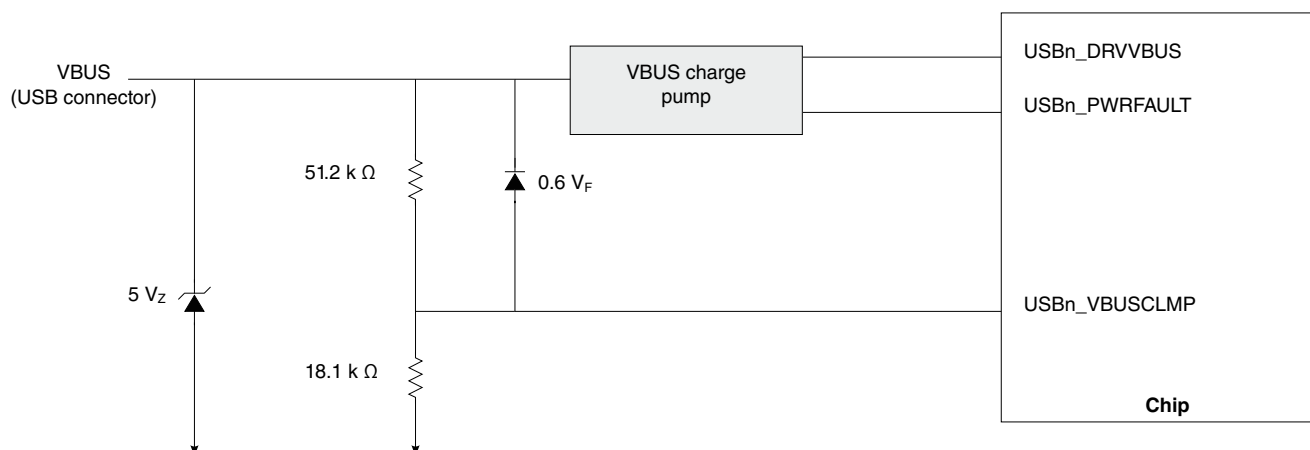 VBUS
(USB connector)
VBUS charge
pump
USBn_DRVVBUS
USBn_PWRFAULT
51.2 k Ω
0.6 VF
5 VZ
USBn_VBUSCLMP
18.1 k Ω
Chip